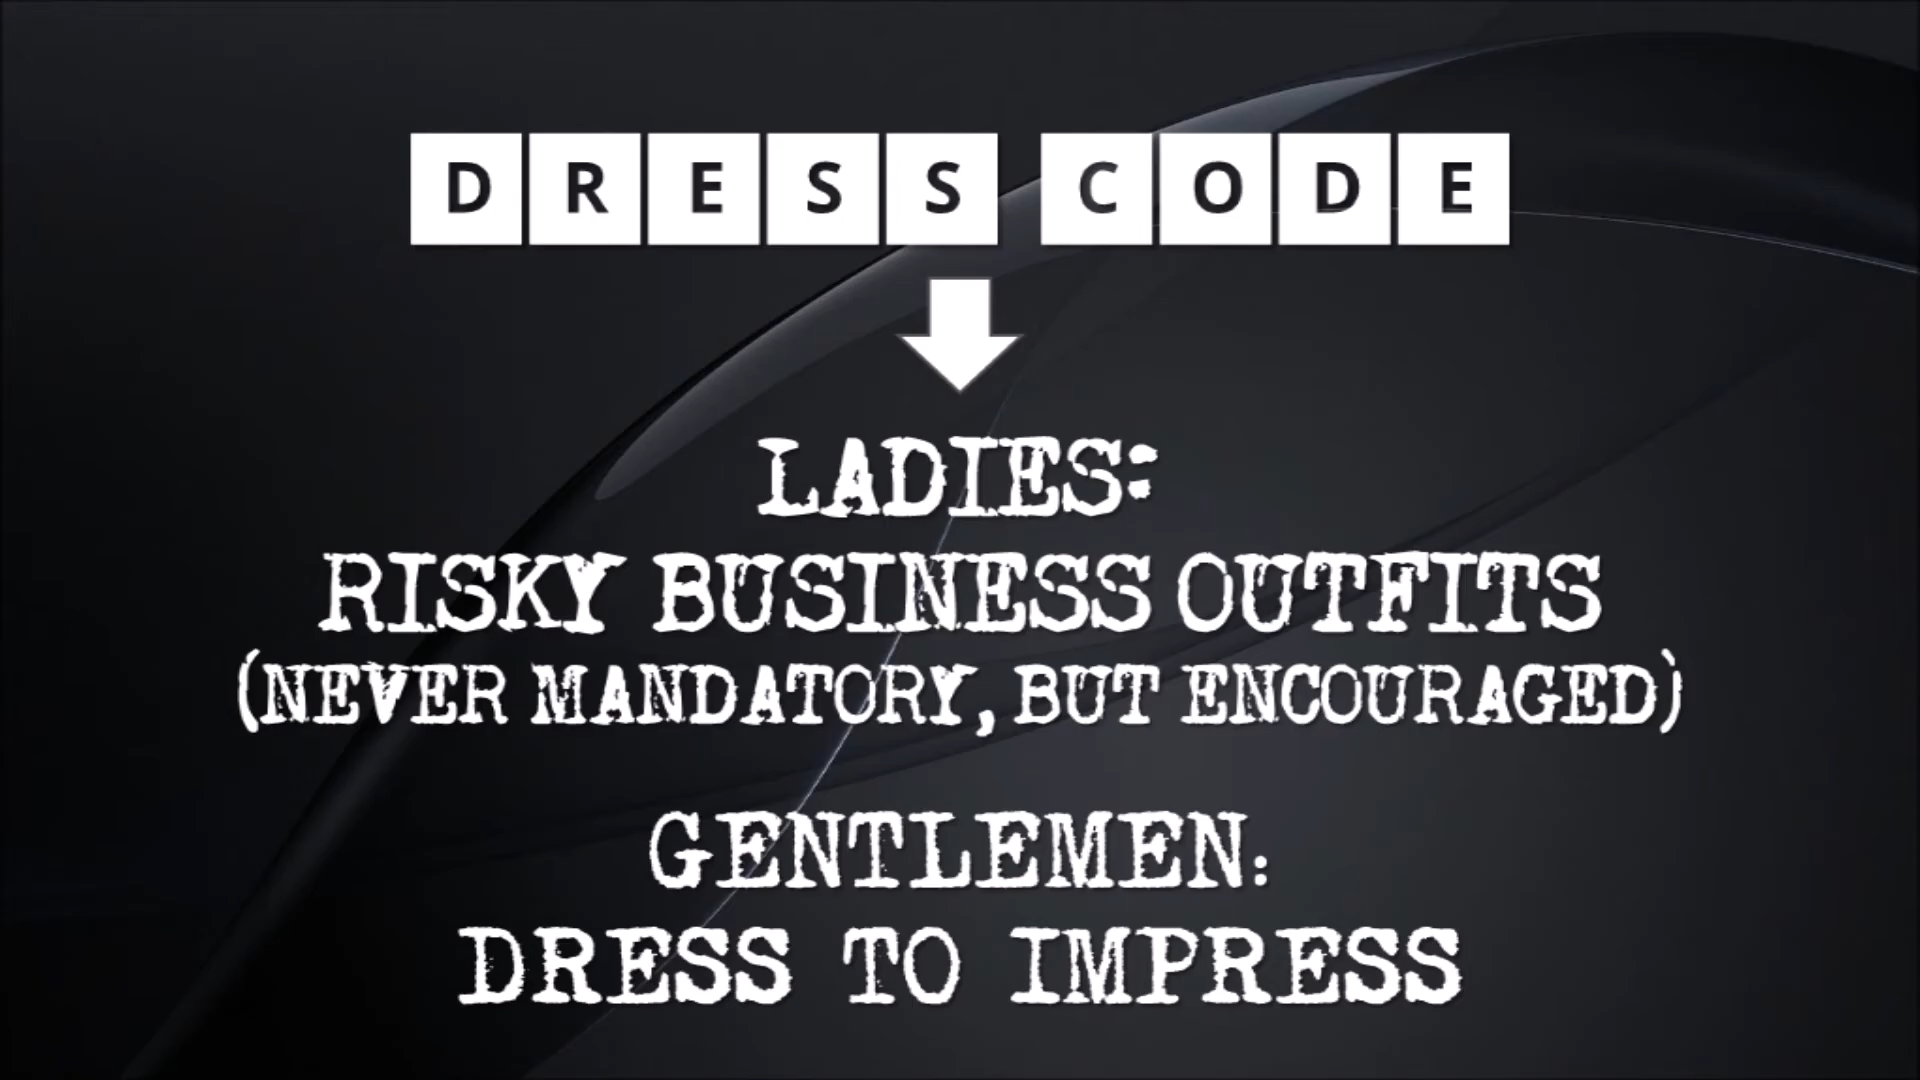 DRESS CODE
LADIES:
RISKY BUSINESS OUTFITS
(NEVER MANDATORY, BUT ENCOURAGED)
GENTLEMEN:
DRESS TO IMPRESS